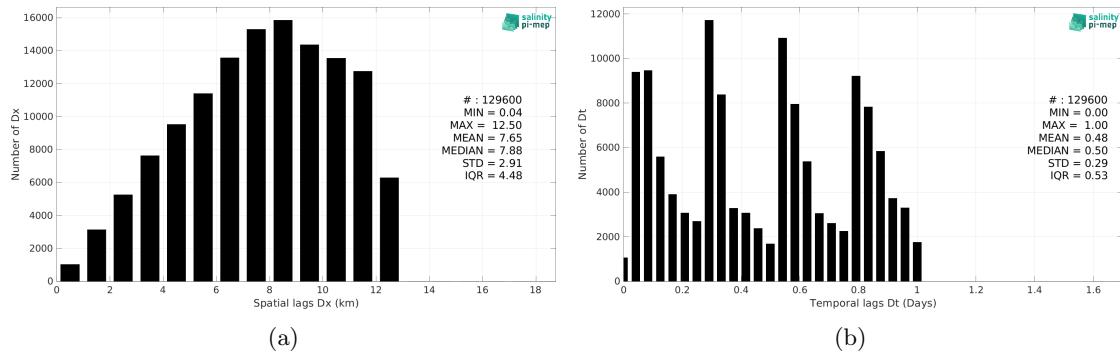 16000
14000
12000
10000
8000
6000
4000
2000
0
Number of Dx
0 2 4 6 8 10 12 14 16 18
Spatial lags Dx (km)
salinity
pi-mep
# : 129600
MIN = 0.04
MAX = 12.50
MEAN = 7.65
MEDIAN = 7.88
STD = 2.91
IQR = 4.48
(a)
12000
10000
8000
6000
4000
2000
0
Number of Dt
0 0.2 0.4 0.6 0.8 1 1.2 1.4 1.6
Temporal lags Dt (Days)
salinity
pi-mep
# : 129600
MIN = 0.00
MAX = 1.00
MEAN = 0.48
MEDIAN = 0.50
STD = 0.29
IQR = 0.53
(b)